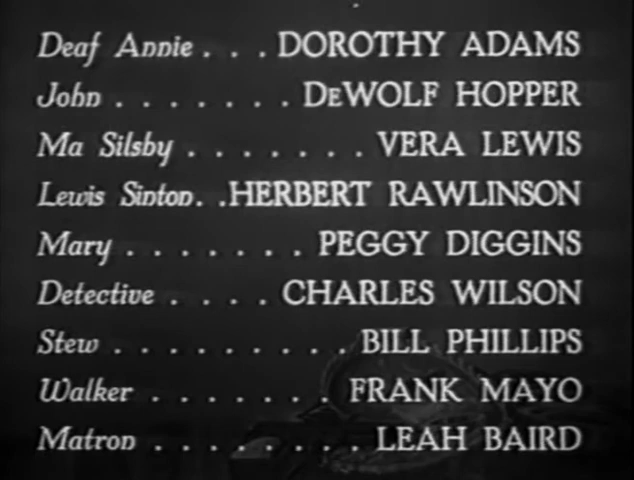 Deaf Annie . . . DOROTHY ADAMS
John . . . . . . . DeWOLF HOPPER
Ma Silsby . . . . . . . VERA LEWIS
Lewis Sinton. . HERBERT RAWLINSON
Mary . . . . . . . PEGGY DIGGINS
Detective . . . . CHARLES WILSON
Stew . . . . . . . . . BILL PHILLIPS
Walker . . . . . . . FRANK MAYO
Matron . . . . . . . . LEAH BAIRD